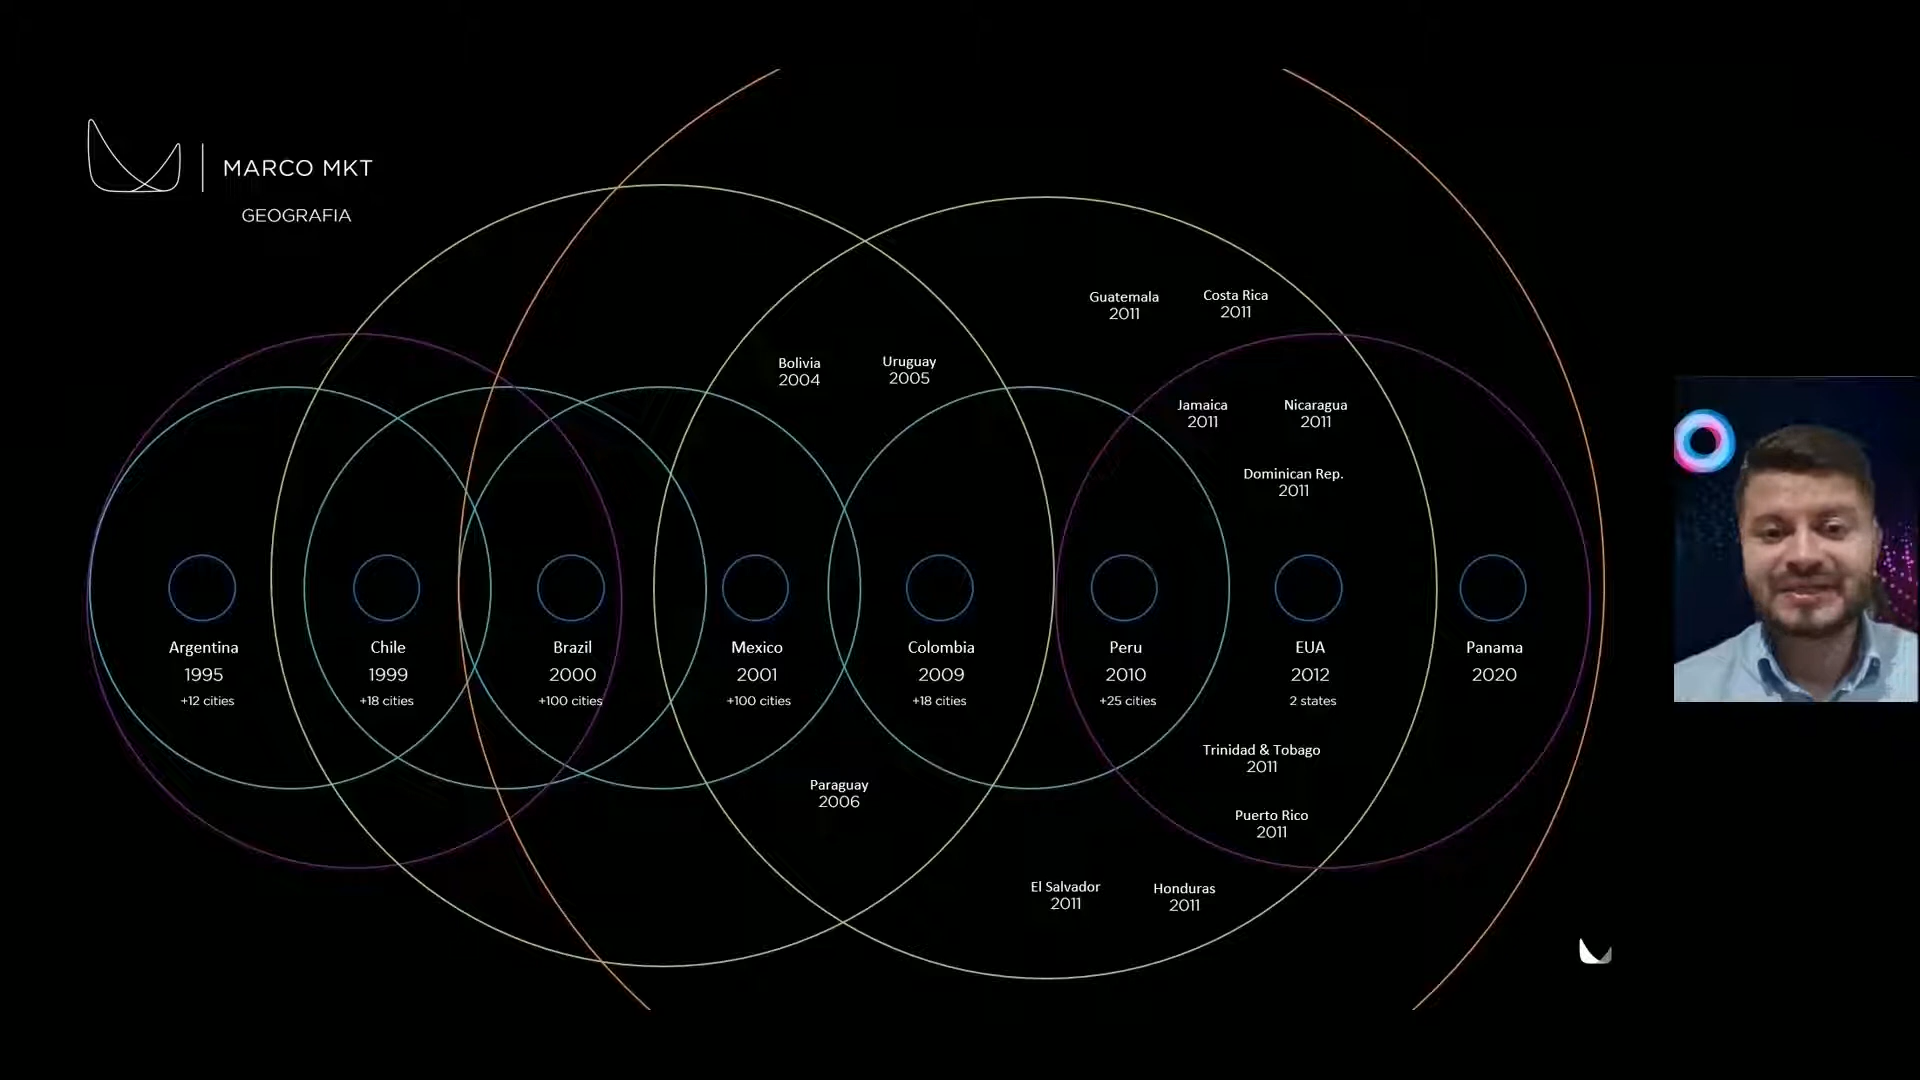 MARCO MKT
GEOGRAFIA
Guatemala
2011
Costa Rica
2011
Bolivia
2004
Uruguay
2005
Jamaica
2011
Nicaragua
2011
Dominican Rep.
2011
Argentina
1995
+12 cities
Chile
1999
+18 cities
Brazil
2000
+100 cities
Mexico
2001
+100 cities
Colombia
2009
+18 cities
Peru
2010
+25 cities
EUA
2012
2 states
Panama
2020
Trinidad & Tobago
2011
Paraguay
2006
Puerto Rico
2011
El Salvador
2011
Honduras
2011